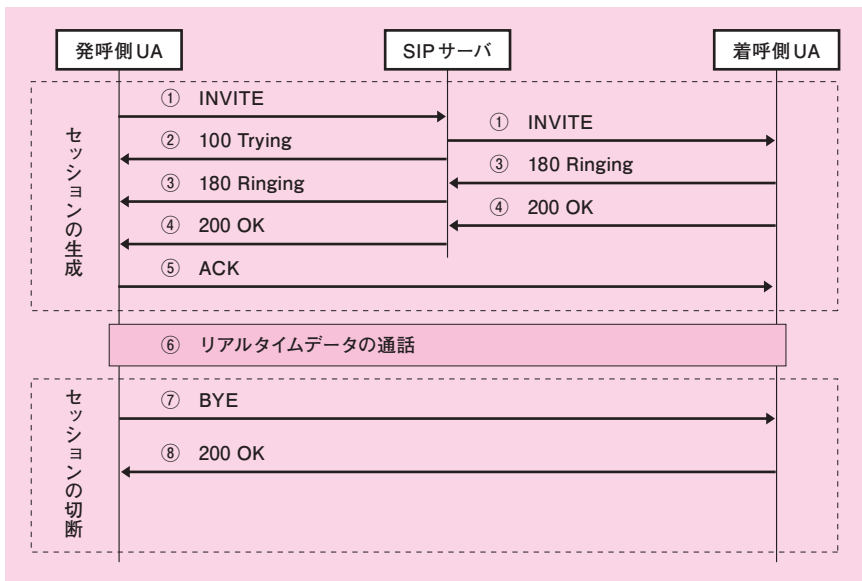 発呼側UA
SIPサーバ
着呼側UA
セッションの生成
① INVITE
① INVITE
② 100 Trying
③ 180 Ringing
③ 180 Ringing
④ 200 OK
④ 200 OK
⑤ ACK
⑥ リアルタイムデータの通話
セッションの切断
⑦ BYE
⑧ 200 OK